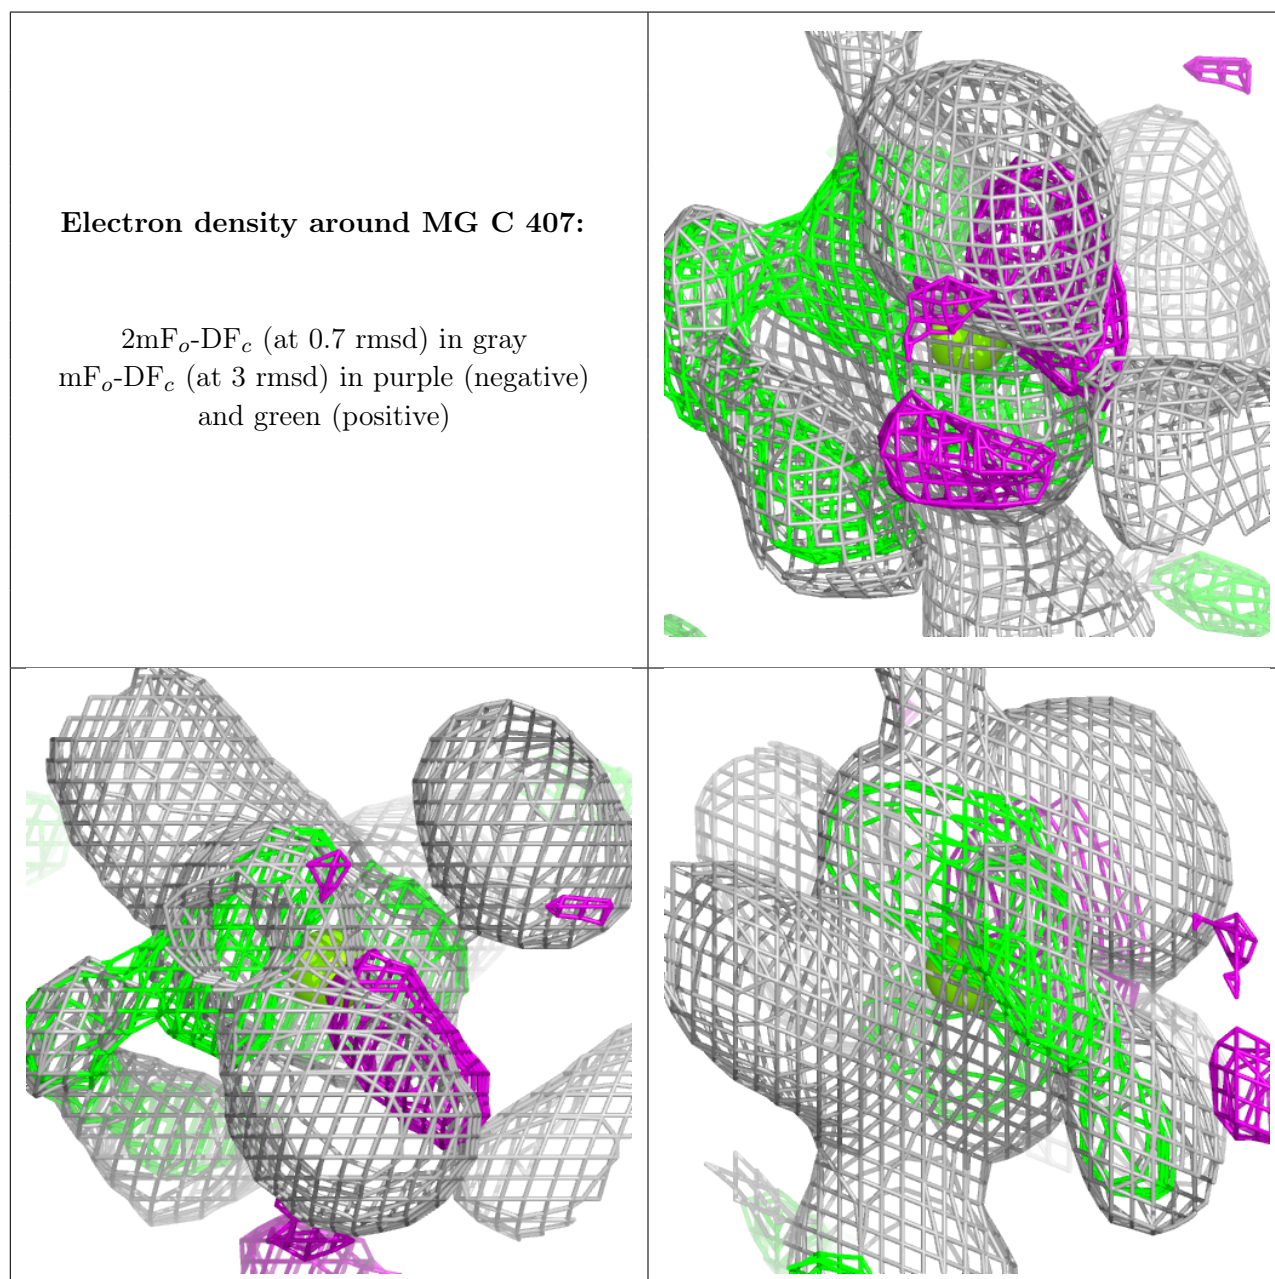 Electron density around MG C 407:
2mFo-DFc (at 0.7 rmsd) in gray
mFo-DFc (at 3 rmsd) in purple (negative)
and green (positive)